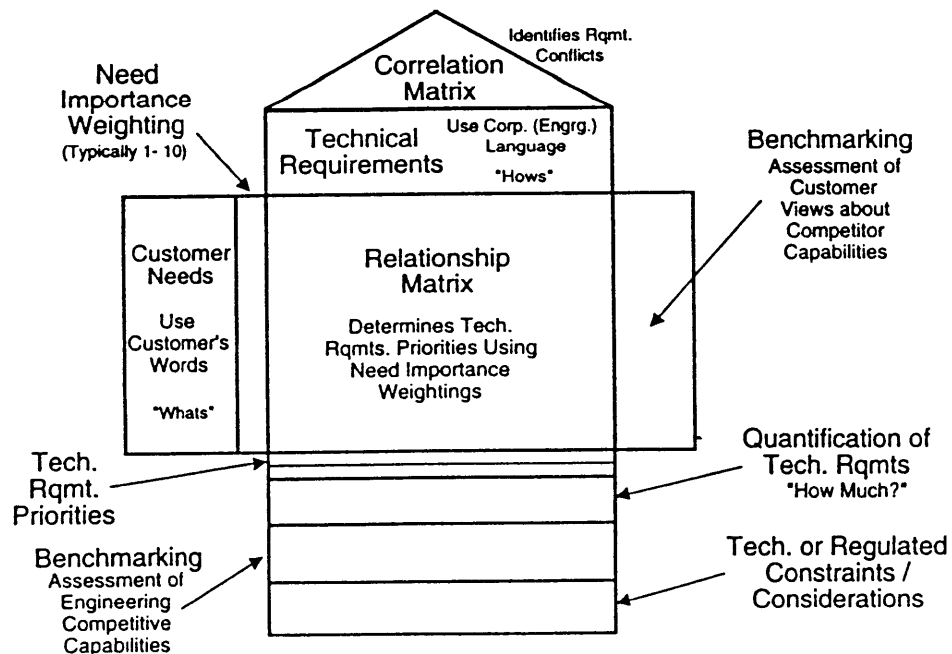 Identifies Rqmt.
Conflicts
Correlation
Matrix
Need
Importance
Weighting
(Typically 1- 10)
Technical
Requirements
Use Corp. (Engrg.)
Language
"Hows"
Benchmarking
Assessment of
Customer
Views about
Competitor
Capabilities
Customer
Needs
Use
Customer's
Words
"Whats"
Relationship
Matrix
Determines Tech.
Rqmts. Priorities Using
Need Importance
Weightings
Tech.
Rqmt.
Priorities
Quantification of
Tech. Rqmts
"How Much?"
Benchmarking
Assessment of
Engineering
Competitive
Capabilities
Tech. or Regulated
Constraints /
Considerations